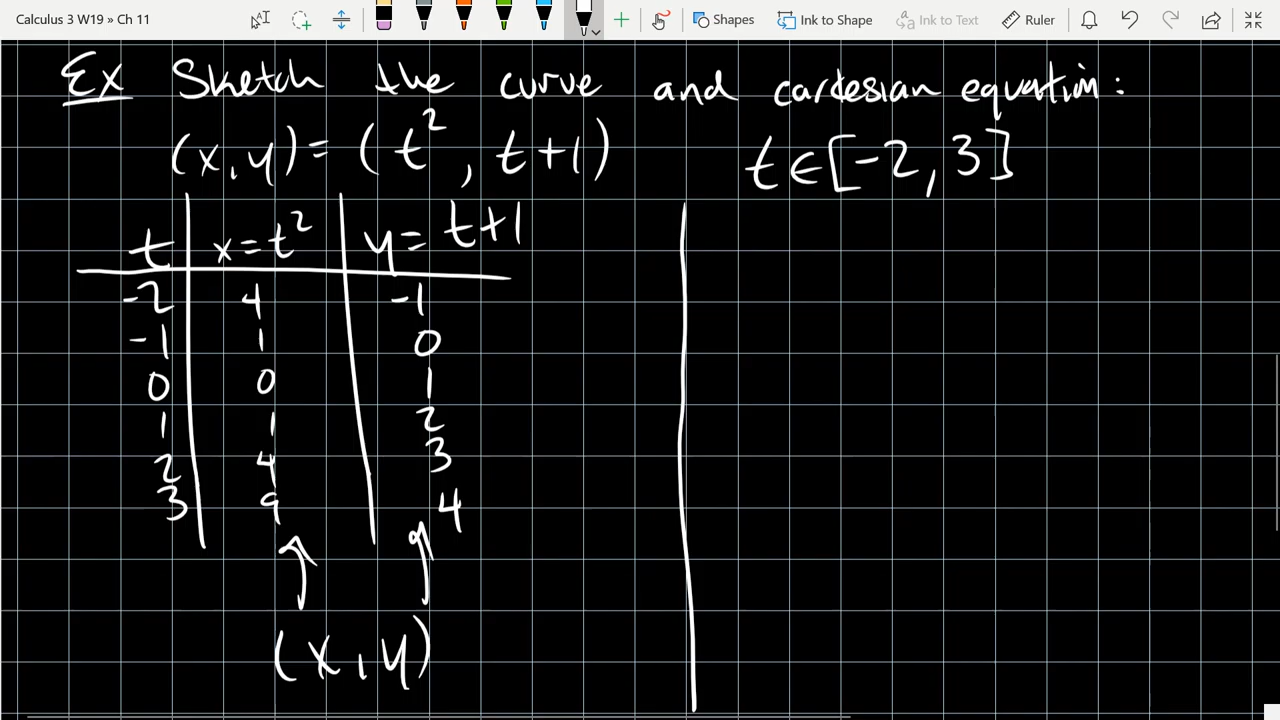 Calculus 3 W19 » Ch 11
Shapes Ink to Shape Ink to Text Ruler
Ex Sketch the curve and cartesian equation:
(x,y)=(t², t+1) t∈[-2,3]
t x=t² y=t+1
-2 4 -1
-1 1 0
0 0 1
1 1 2
2 4 3
3 9 4
(x,y)